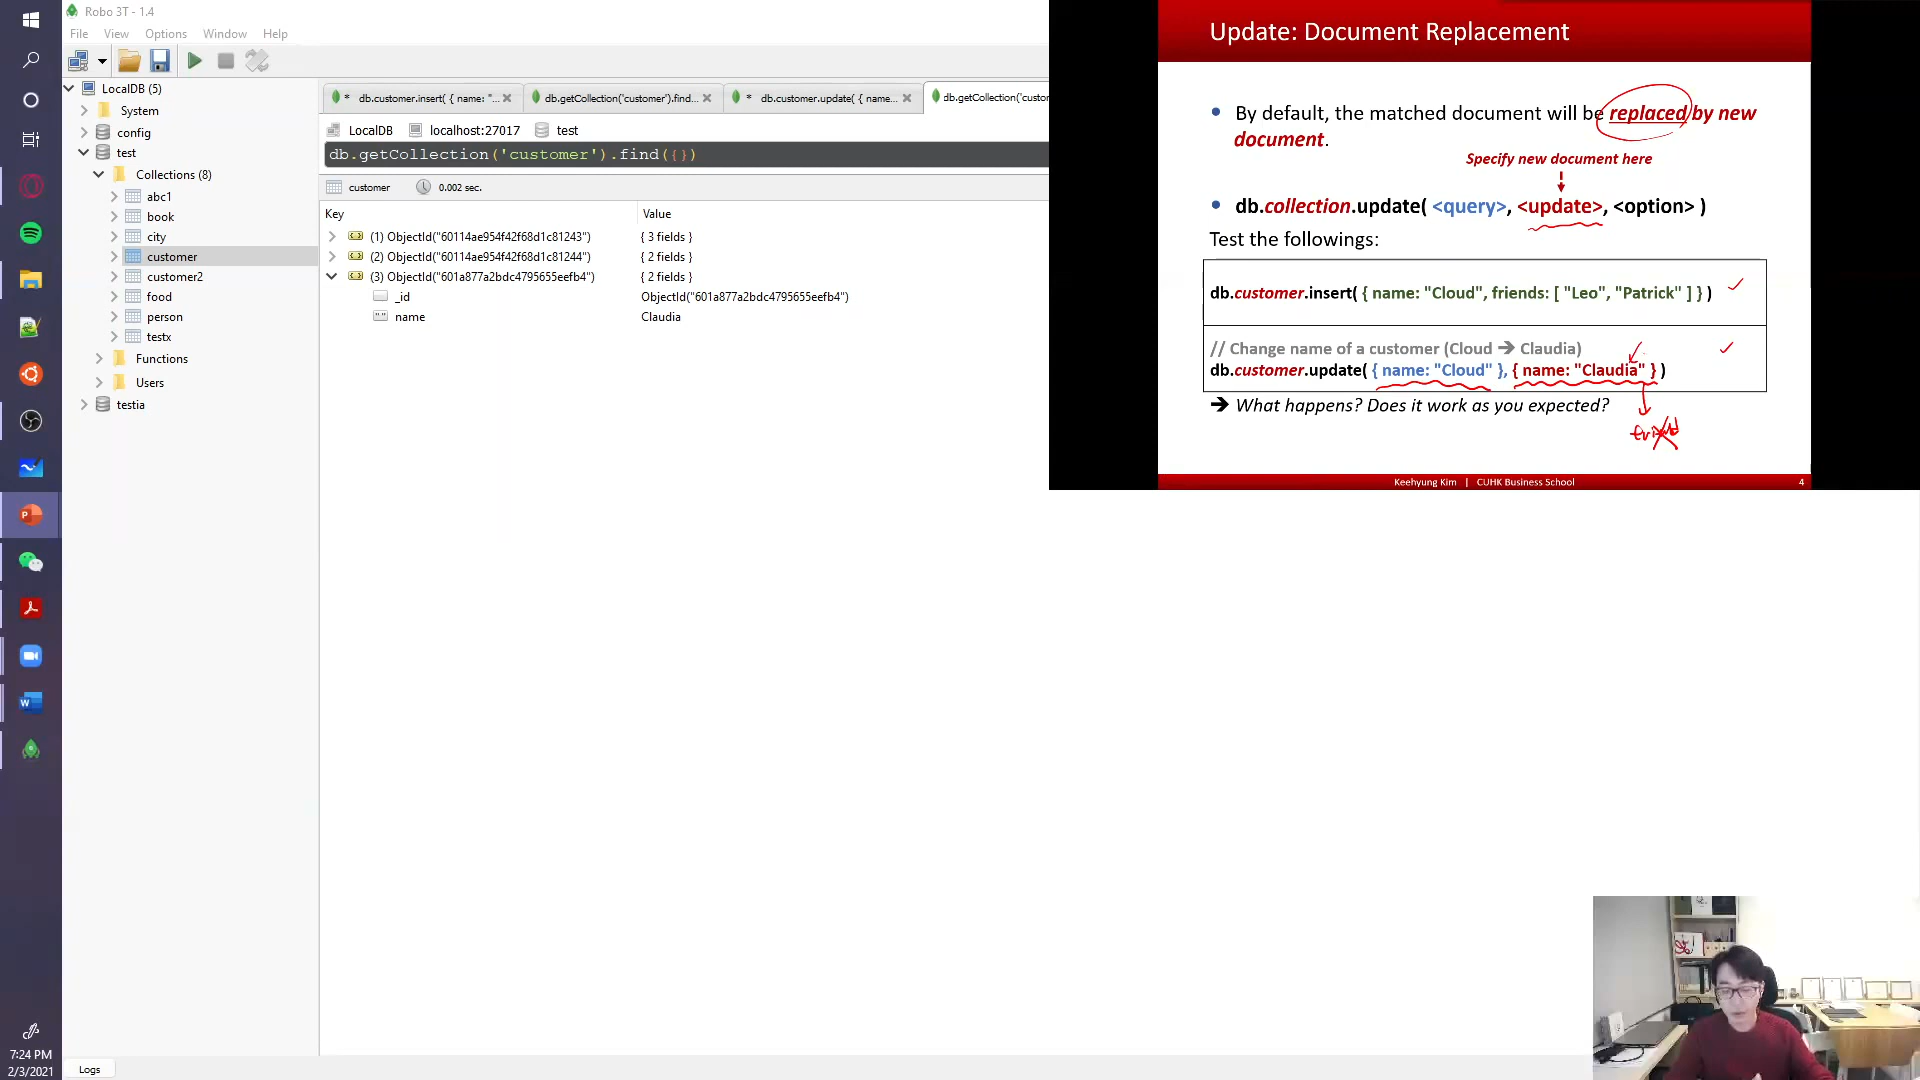 Robo 3T - 1.4
File View Options Window Help
LocalDB (5)
System
config
test
Collections (8)
abc1
book
city
customer
customer2
food
person
testx
Functions
Users
testia
* db.customer.insert( { name: "...
db.getCollection('customer').find...
* db.customer.update( { name...
db.getCollection('custor
LocalDB localhost:27017 test
db.getCollection('customer').find({})
customer 0.002 sec.
Key Value
(1) ObjectId("60114ae954f42f68d1c81243") { 3 fields }
(2) ObjectId("60114ae954f42f68d1c81244") { 2 fields }
(3) ObjectId("601a877a2bdc4795655eefb4") { 2 fields }
_id ObjectId("601a877a2bdc4795655eefb4")
name Claudia
Logs
7:24 PM
2/3/2021
Update: Document Replacement
• By default, the matched document will be replaced by new
document.
Specify new document here
• db.collection.update( <query>, <update>, <option> )
Test the followings:
db.customer.insert( { name: "Cloud", friends: [ "Leo", "Patrick" ] } )
// Change name of a customer (Cloud ➔ Claudia)
db.customer.update( { name: "Cloud" }, { name: "Claudia" } )
➔ What happens? Does it work as you expected?
Keehyung Kim | CUHK Business School
4